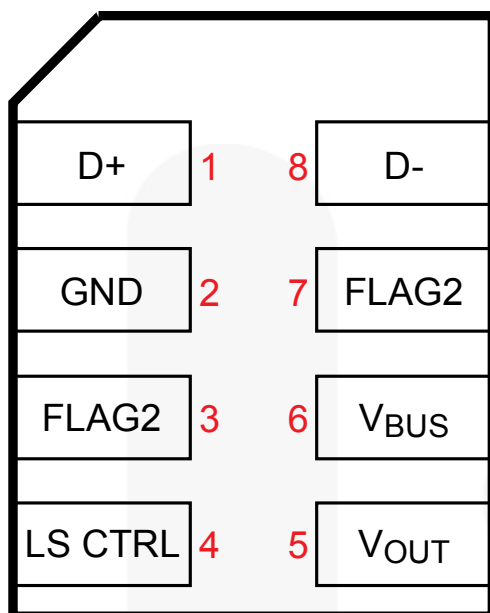 D+ 1 8 D-
GND 2 7 FLAG2
FLAG2 3 6 VBUS
LS CTRL 4 5 VOUT